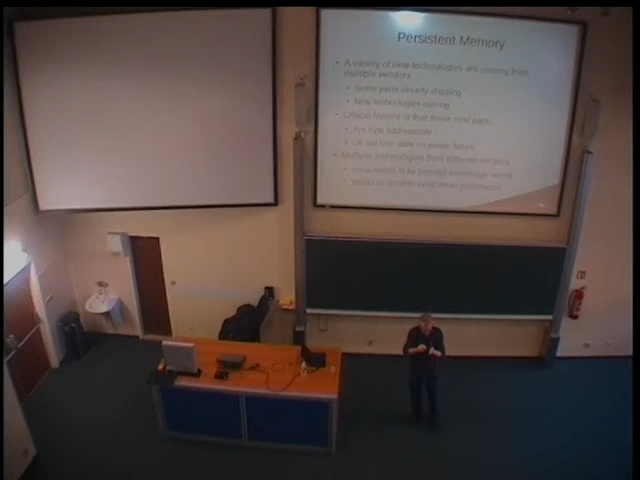 Persistent Memory
• A variety of new technologies are coming from
multiple vendors
• Some parts already shipping
• New technologies coming
• Critical feature is that these new parts:
• Are byte addressable
• Do not lose state on power failure
• Multiple technologies from different vendors